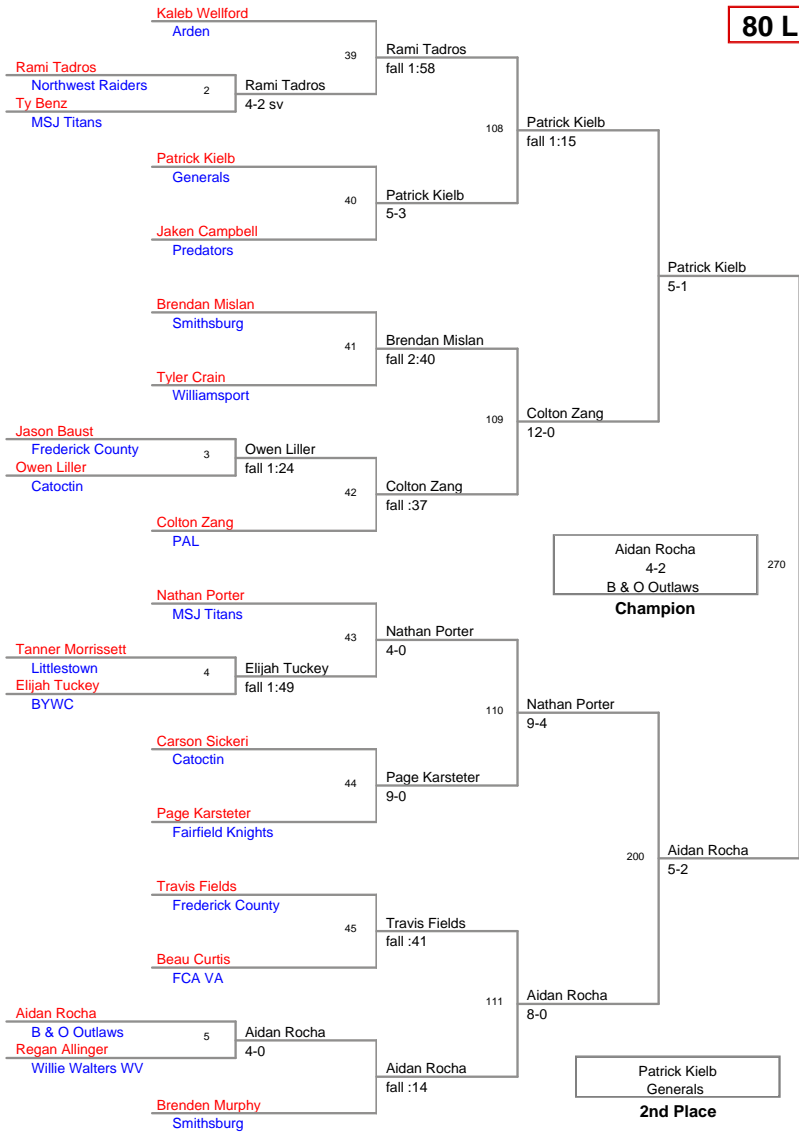 80 L
Kaleb Wellford
Arden
39
Rami Tadros
fall 1:58
Rami Tadros
Northwest Raiders
2
Rami Tadros
4-2 sv
Ty Benz
MSJ Titans
108
Patrick Kielb
fall 1:15
Patrick Kielb
Generals
40
Patrick Kielb
5-3
Jaken Campbell
Predators
Patrick Kielb
5-1
Brendan Mislan
Smithsburg
41
Brendan Mislan
fall 2:40
Tyler Crain
Williamsport
109
Colton Zang
12-0
Jason Baust
Frederick County
3
Owen Liller
fall 1:24
Owen Liller
Catoctin
42
Colton Zang
fall :37
Colton Zang
PAL
Aidan Rocha
4-2
B & O Outlaws
270
Champion
Nathan Porter
MSJ Titans
43
Nathan Porter
4-0
Tanner Morrissett
Littlestown
4
Elijah Tuckey
fall 1:49
Elijah Tuckey
BYWC
110
Nathan Porter
9-4
Carson Sickeri
Catoctin
44
Page Karsteter
9-0
Page Karsteter
Fairfield Knights
200
Aidan Rocha
5-2
Travis Fields
Frederick County
45
Travis Fields
fall :41
Beau Curtis
FCA VA
111
Aidan Rocha
8-0
Aidan Rocha
B & O Outlaws
5
Aidan Rocha
4-0
Regan Allinger
Willie Walters WV
Aidan Rocha
fall :14
Brenden Murphy
Smithsburg
Patrick Kielb
Generals
2nd Place